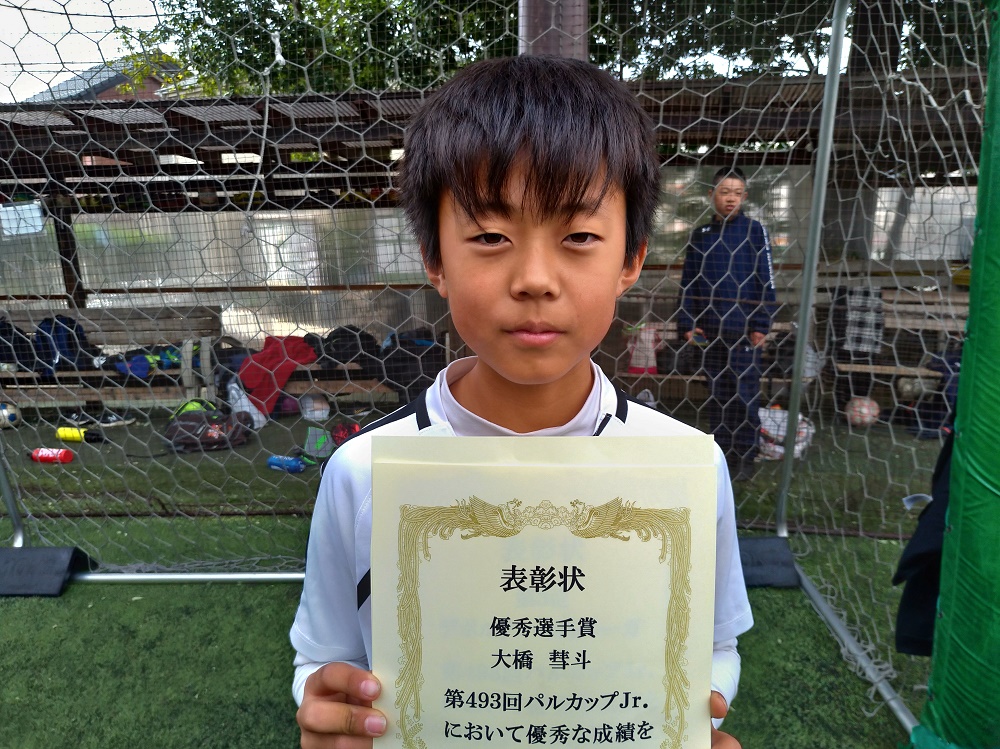 表彰状
優秀選手賞
大橋 彗斗
第493回パルカップJr.
において優秀な成績を